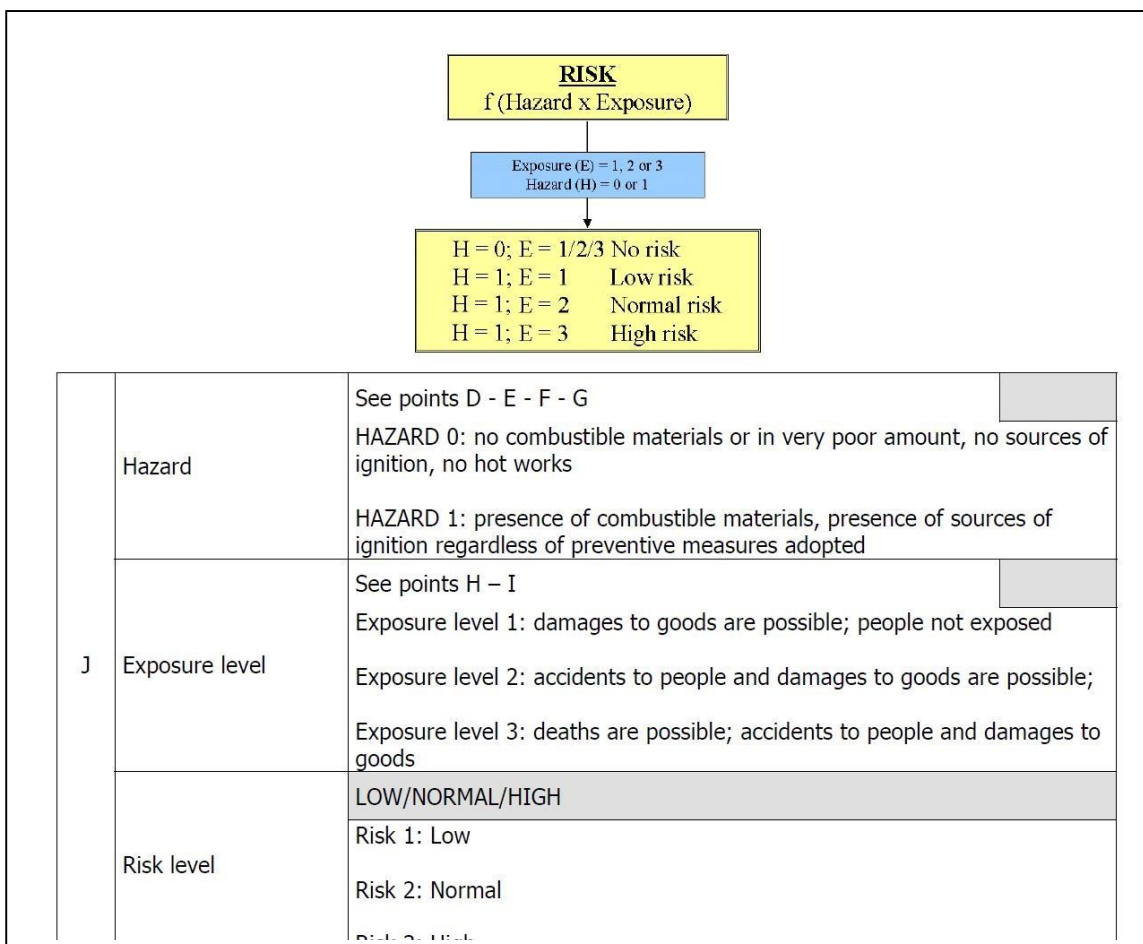 RISK
f (Hazard x Exposure)
Exposure (E) = 1, 2 or 3
Hazard (H) = 0 or 1
H = 0; E = 1/2/3 No risk
H = 1; E = 1 Low risk
H = 1; E = 2 Normal risk
H = 1; E = 3 High risk
See points D - E - F - G
Hazard
HAZARD 0: no combustible materials or in very poor amount, no sources of
ignition, no hot works
HAZARD 1: presence of combustible materials, presence of sources of
ignition regardless of preventive measures adopted
See points H – I
J
Exposure level
Exposure level 1: damages to goods are possible; people not exposed
Exposure level 2: accidents to people and damages to goods are possible;
Exposure level 3: deaths are possible; accidents to people and damages to
goods
LOW/NORMAL/HIGH
Risk level
Risk 1: Low
Risk 2: Normal
Risk 3: High